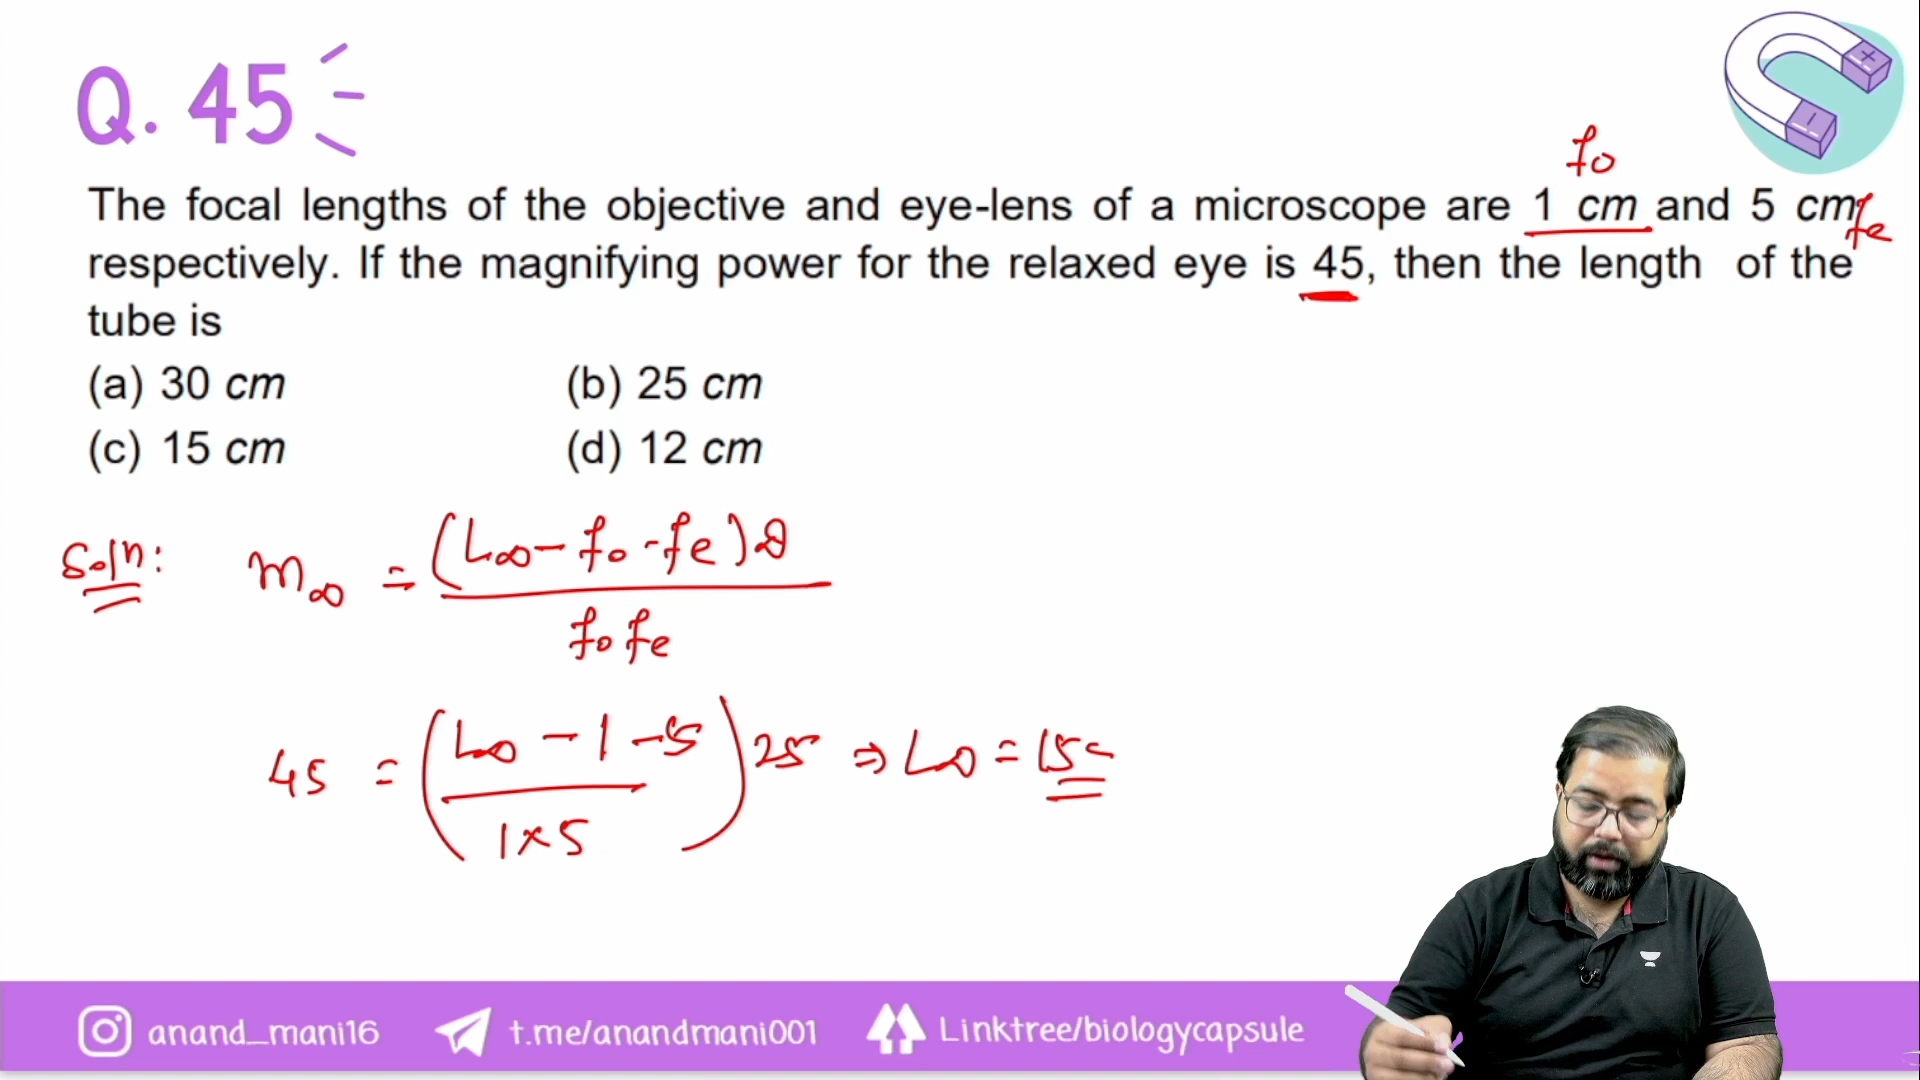 Q. 45
fo
The focal lengths of the objective and eye-lens of a microscope are 1 cm and 5 cm
fe
respectively. If the magnifying power for the relaxed eye is 45, then the length of the
tube is
(a) 30 cm (b) 25 cm
(c) 15 cm (d) 12 cm
Soln: m∞ = (L∞ - fo - fe) D
fo fe
45 = (L∞ - 1 - 5) 25 ⇒ L∞ = 15c
1 × 5
anand_mani16 t.me/anandmani001 Linktree/biologycapsule